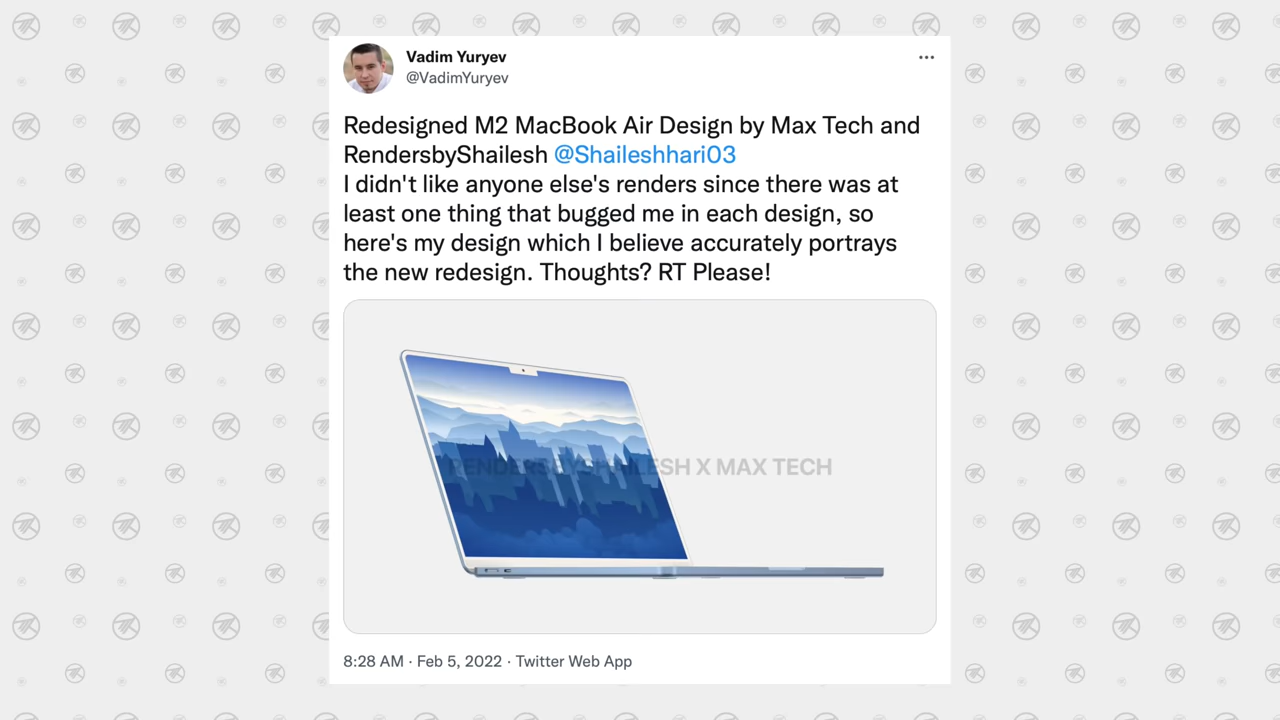 Vadim Yuryev
@VadimYuryev
Redesigned M2 MacBook Air Design by Max Tech and
RendersbyShailesh @Shaileshhari03
I didn't like anyone else's renders since there was at
least one thing that bugged me in each design, so
here's my design which I believe accurately portrays
the new redesign. Thoughts? RT Please!
RENDERSBYSHAILESH X MAX TECH
8:28 AM · Feb 5, 2022 · Twitter Web App